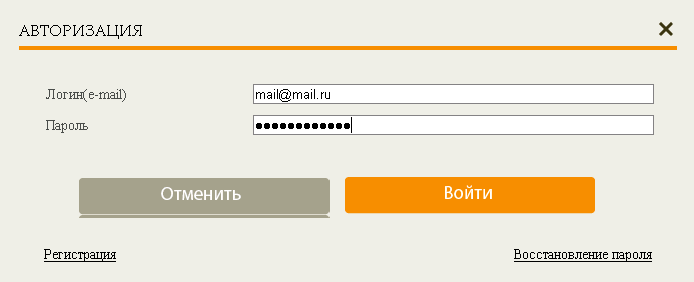 АВТОРИЗАЦИЯ
Логин(e-mail) mail@mail.ru
Пароль ●●●●●●●●●●●●
Отменить Войти
Регистрация Восстановление пароля